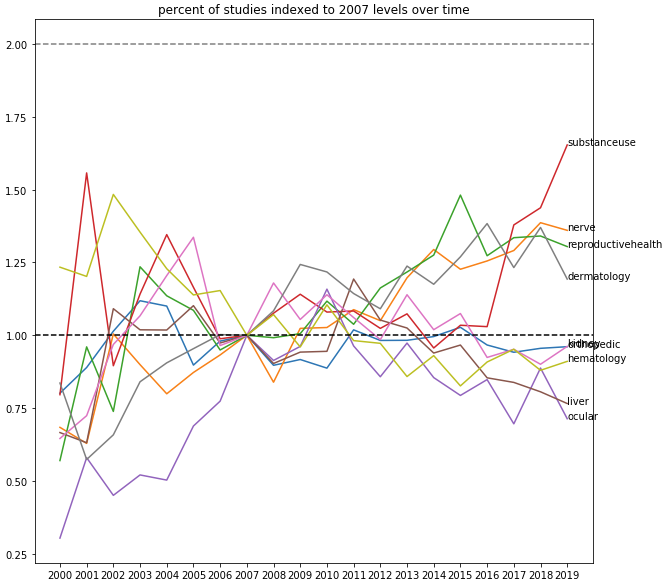 percent of studies indexed to 2007 levels over time
2.00
1.75
1.50
1.25
1.00
0.75
0.50
0.25
substanceuse
nerve
reproductivehealth
dermatology
kidney
orthopedic
hematology
liver
ocular
2000 2001 2002 2003 2004 2005 2006 2007 2008 2009 2010 2011 2012 2013 2014 2015 2016 2017 2018 2019